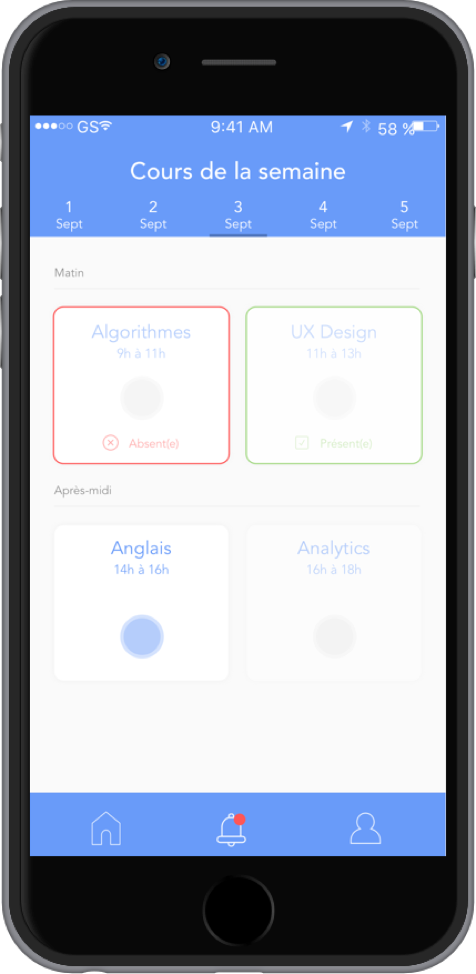 GS 9:41 AM 58 %
Cours de la semaine
1 2 3 4 5
Sept Sept Sept Sept Sept
Matin
Algorithmes
9h à 11h
Absent(e)
UX Design
11h à 13h
Présent(e)
Après-midi
Anglais
14h à 16h
Analytics
16h à 18h